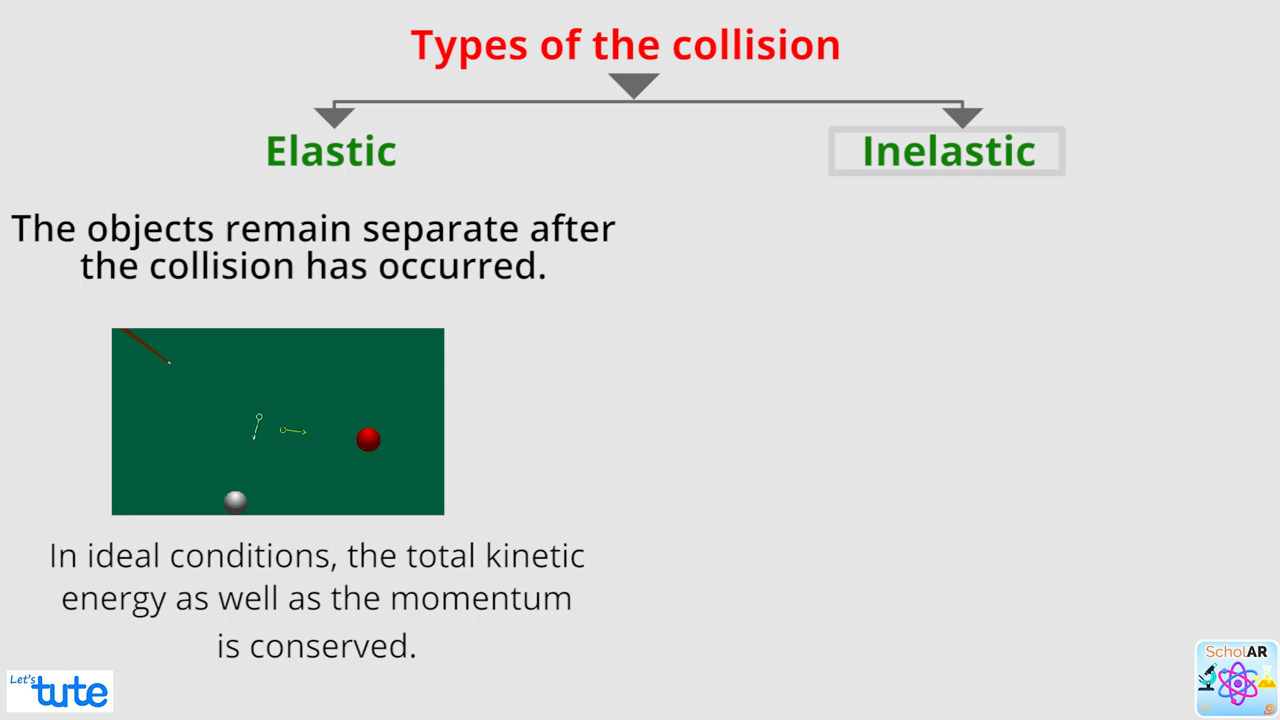 Types of the collision
Elastic
Inelastic
The objects remain separate after
the collision has occurred.
In ideal conditions, the total kinetic
energy as well as the momentum
is conserved.
Let's
tute
ScholAR